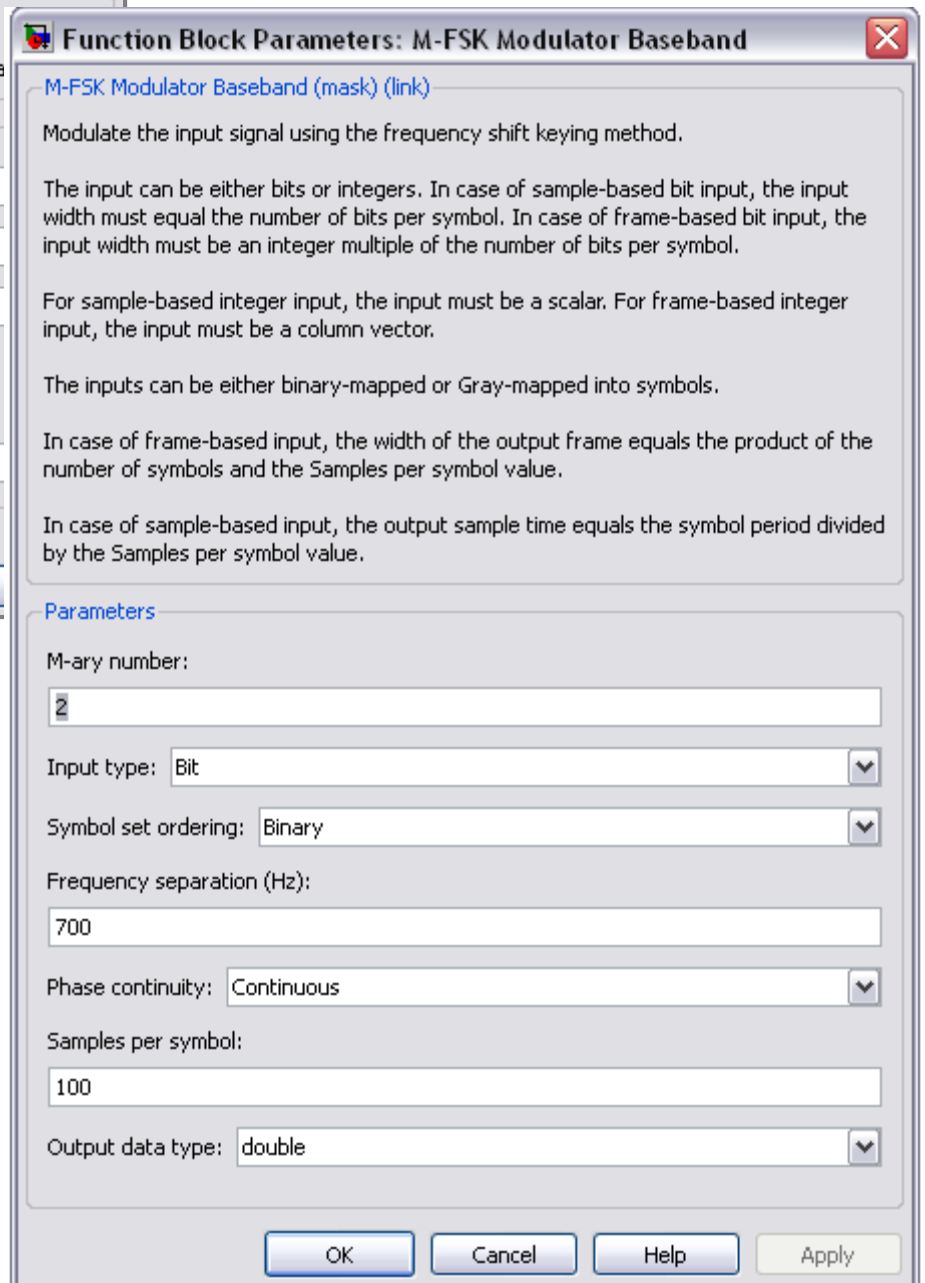 Function Block Parameters: M-FSK Modulator Baseband
M-FSK Modulator Baseband (mask) (link)
Modulate the input signal using the frequency shift keying method.
The input can be either bits or integers. In case of sample-based bit input, the input
width must equal the number of bits per symbol. In case of frame-based bit input, the
input width must be an integer multiple of the number of bits per symbol.
For sample-based integer input, the input must be a scalar. For frame-based integer
input, the input must be a column vector.
The inputs can be either binary-mapped or Gray-mapped into symbols.
In case of frame-based input, the width of the output frame equals the product of the
number of symbols and the Samples per symbol value.
In case of sample-based input, the output sample time equals the symbol period divided
by the Samples per symbol value.
Parameters
M-ary number:
2
Input type: Bit
Symbol set ordering: Binary
Frequency separation (Hz):
700
Phase continuity: Continuous
Samples per symbol:
100
Output data type: double
OK Cancel Help Apply